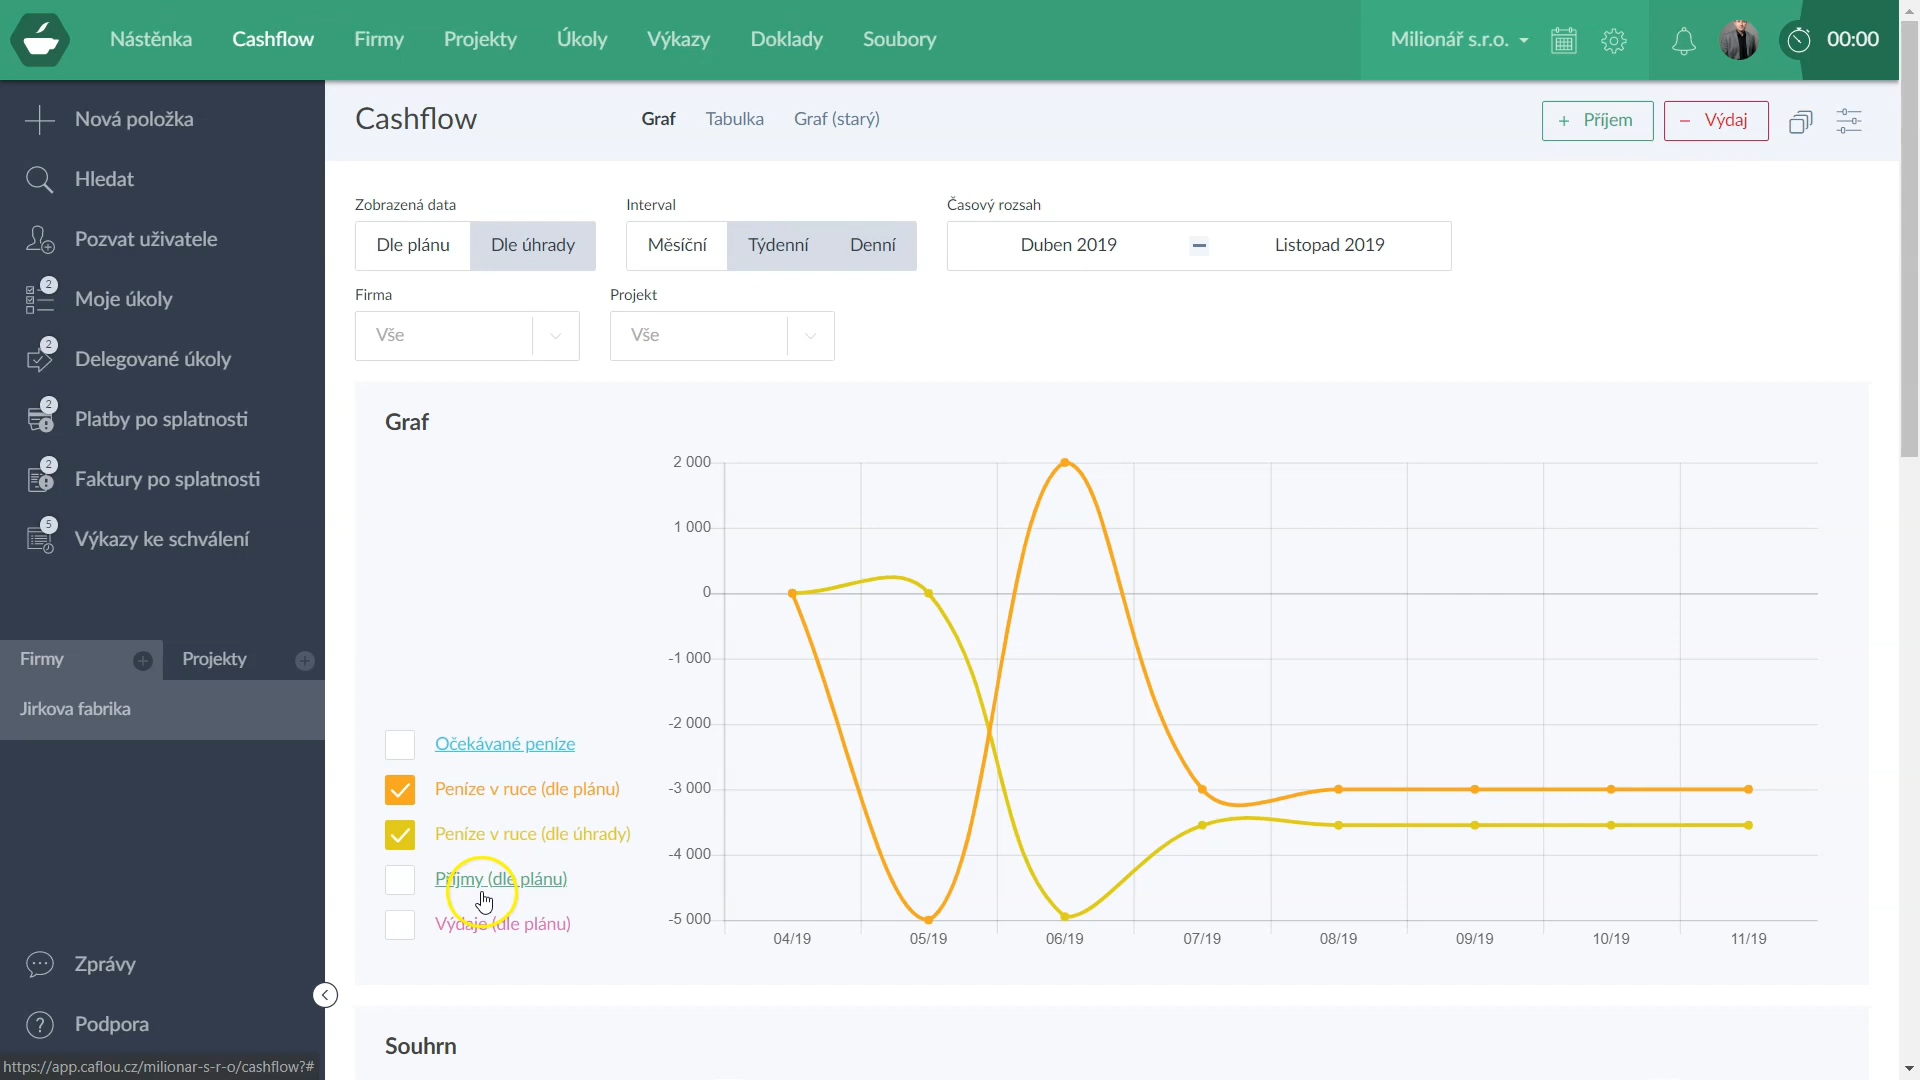 Nástěnka Cashflow Firmy Projekty Úkoly Výkazy Doklady Soubory Milionář s.r.o. 00:00
Nová položka
Hledat
Pozvat uživatele
2
Moje úkoly
2
Delegované úkoly
2
Platby po splatnosti
2
Faktury po splatnosti
5
Výkazy ke schválení
Firmy Projekty
Jirkova fabrika
Zprávy
Podpora
https://app.caflou.cz/milionar-s-r-o/cashflow?#
Cashflow Graf Tabulka Graf (starý) + Příjem − Výdaj
Zobrazená data Interval Časový rozsah
Dle plánu Dle úhrady Měsíční Týdenní Denní Duben 2019 – Listopad 2019
Firma Projekt
Vše Vše
Graf
Očekávané peníze
Peníze v ruce (dle plánu)
Peníze v ruce (dle úhrady)
Příjmy (dle plánu)
Výdaje (dle plánu)
2 000
1 000
0
-1 000
-2 000
-3 000
-4 000
-5 000
04/19 05/19 06/19 07/19 08/19 09/19 10/19 11/19
Souhrn